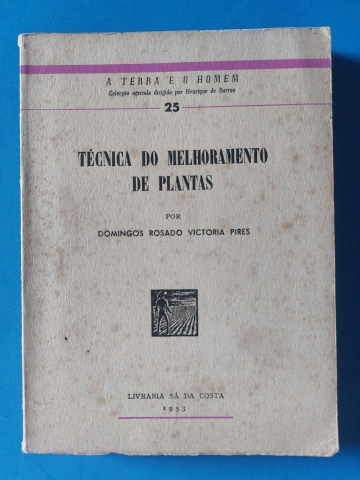 A TERRA E O HOMEM
Colecção agrícola dirigida por Henrique de Barros
25
TÉCNICA DO MELHORAMENTO
DE PLANTAS
POR
DOMINGOS ROSADO VICTORIA PIRES
LIVRARIA SÁ DA COSTA
1953